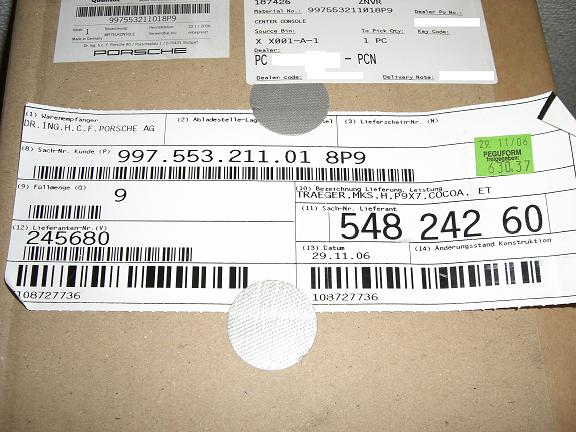 187426
ZNVR
99755321101​8P9
Material No.: 997553211018P9
Dealer Po No.:
CENTER CONSOLE
Source Bin:
To Pick Qty:
Key Code:
X X001-A-1
1 PC
Dealer:
PC - PCN
Dealer code:
Delivery Note:
1
Made in Germany
PORSCHE
(1) Warenempfänger
DR.ING.H.C.F.PORSCHE AG
(3) Lieferschein-Nr. (N)
(8) Sach-Nr. Kunde (P)
997.553.211.01 8P9
29. 11/06
PEGUFORM
freigegeben:
630.37
(9) Füllmenge (Q)
9
(10) Bezeichnung Lieferung, Leistung
TRAEGER,MKS,H,P9X7,COCOA. ET
(11) Sach-Nr. Lieferant
548 242 60
(12) Lieferanten-Nr.(V)
245680
(13) Datum
29.11.06
(14) Änderungsstand Konstruktion
108727736
108727736